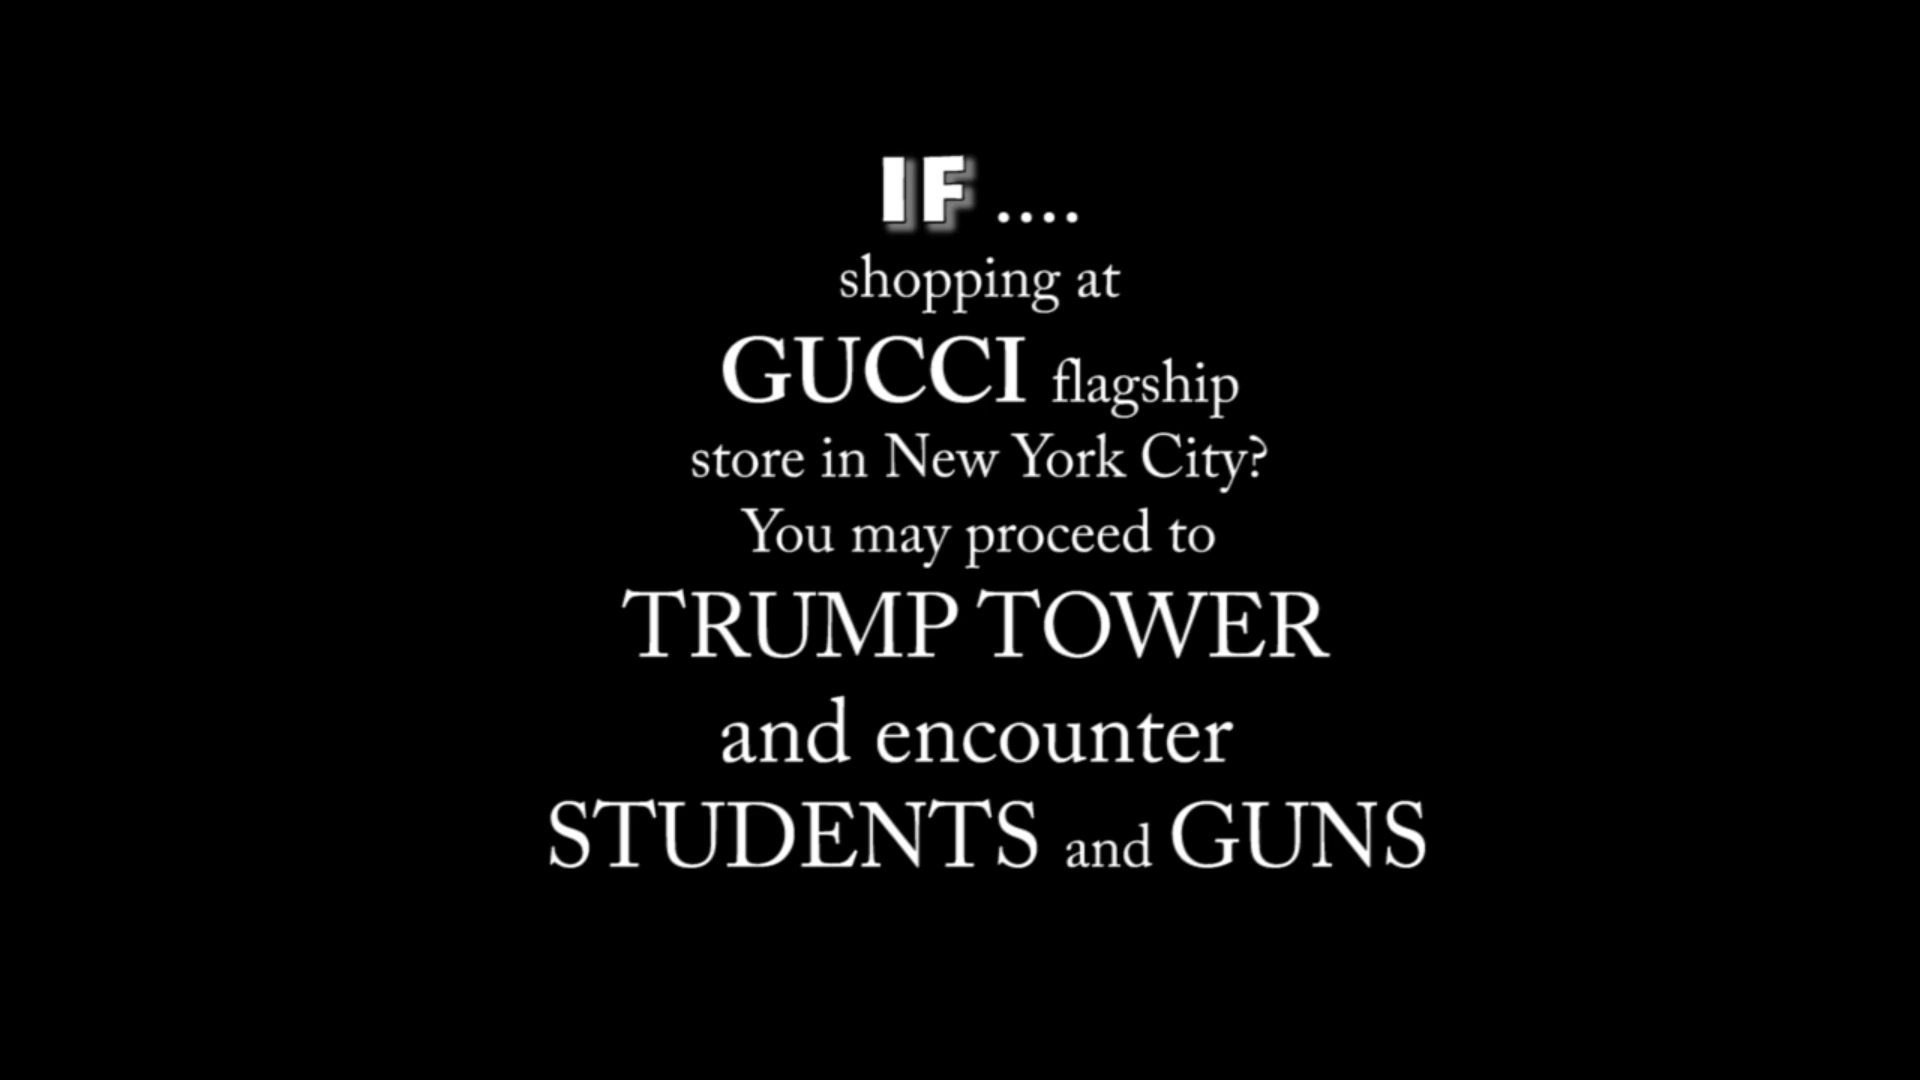 IF ....
shopping at
GUCCI flagship
store in New York City?
You may proceed to
TRUMP TOWER
and encounter
STUDENTS and GUNS